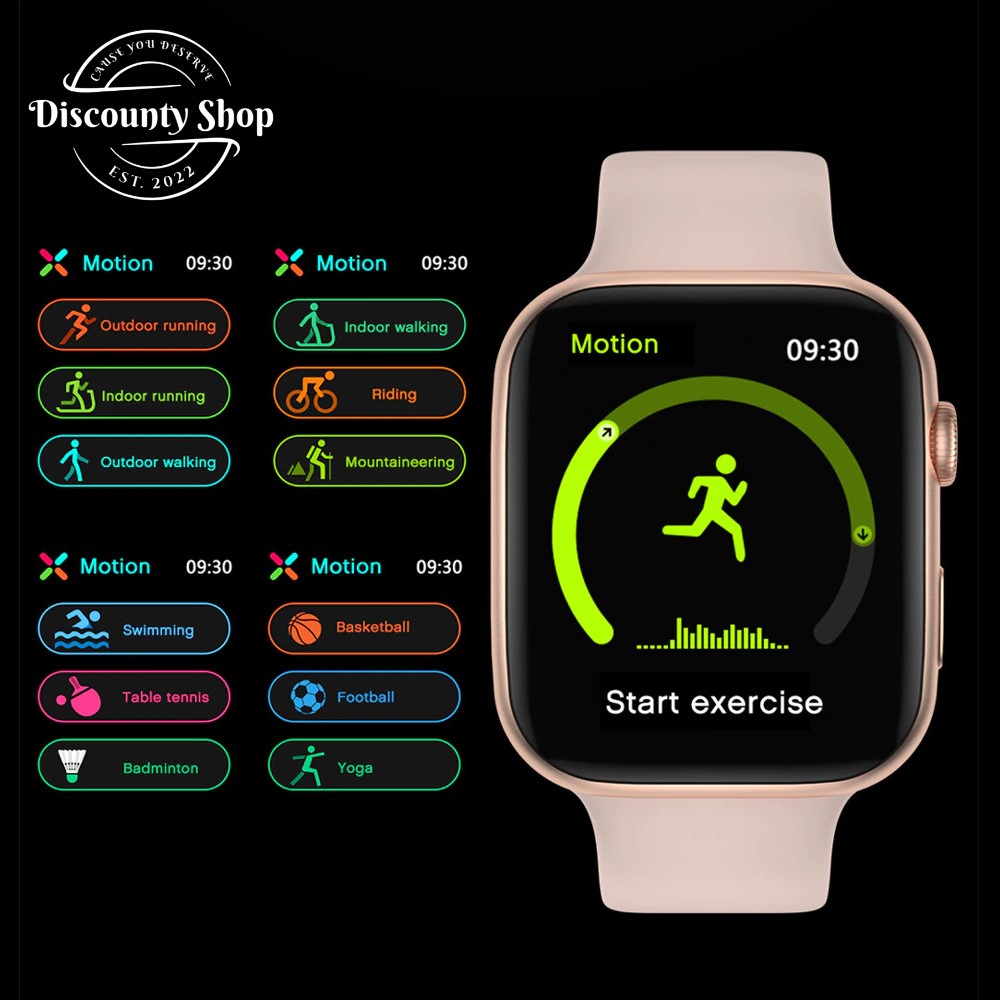 CAUSE YOU DESERVE
Discounty Shop
EST. 2022
Motion 09:30
Outdoor running
Indoor running
Outdoor walking
Motion 09:30
Indoor walking
Riding
Mountaineering
Motion 09:30
Swimming
Table tennis
Badminton
Motion 09:30
Basketball
Football
Yoga
Motion 09:30
Start exercise